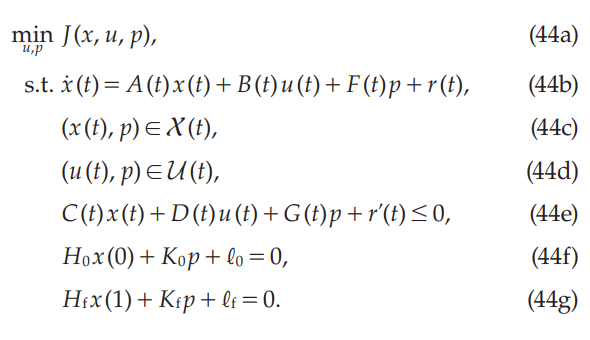 min J(x, u, p), (44a)
u,p
s.t. ẋ(t) = A(t)x(t) + B(t)u(t) + F(t)p + r(t), (44b)
(x(t), p) ∈ 𝒳(t), (44c)
(u(t), p) ∈ 𝒰(t), (44d)
C(t)x(t) + D(t)u(t) + G(t)p + r′(t) ≤ 0, (44e)
H₀x(0) + K₀p + ℓ₀ = 0, (44f)
H_f x(1) + K_f p + ℓ_f = 0. (44g)